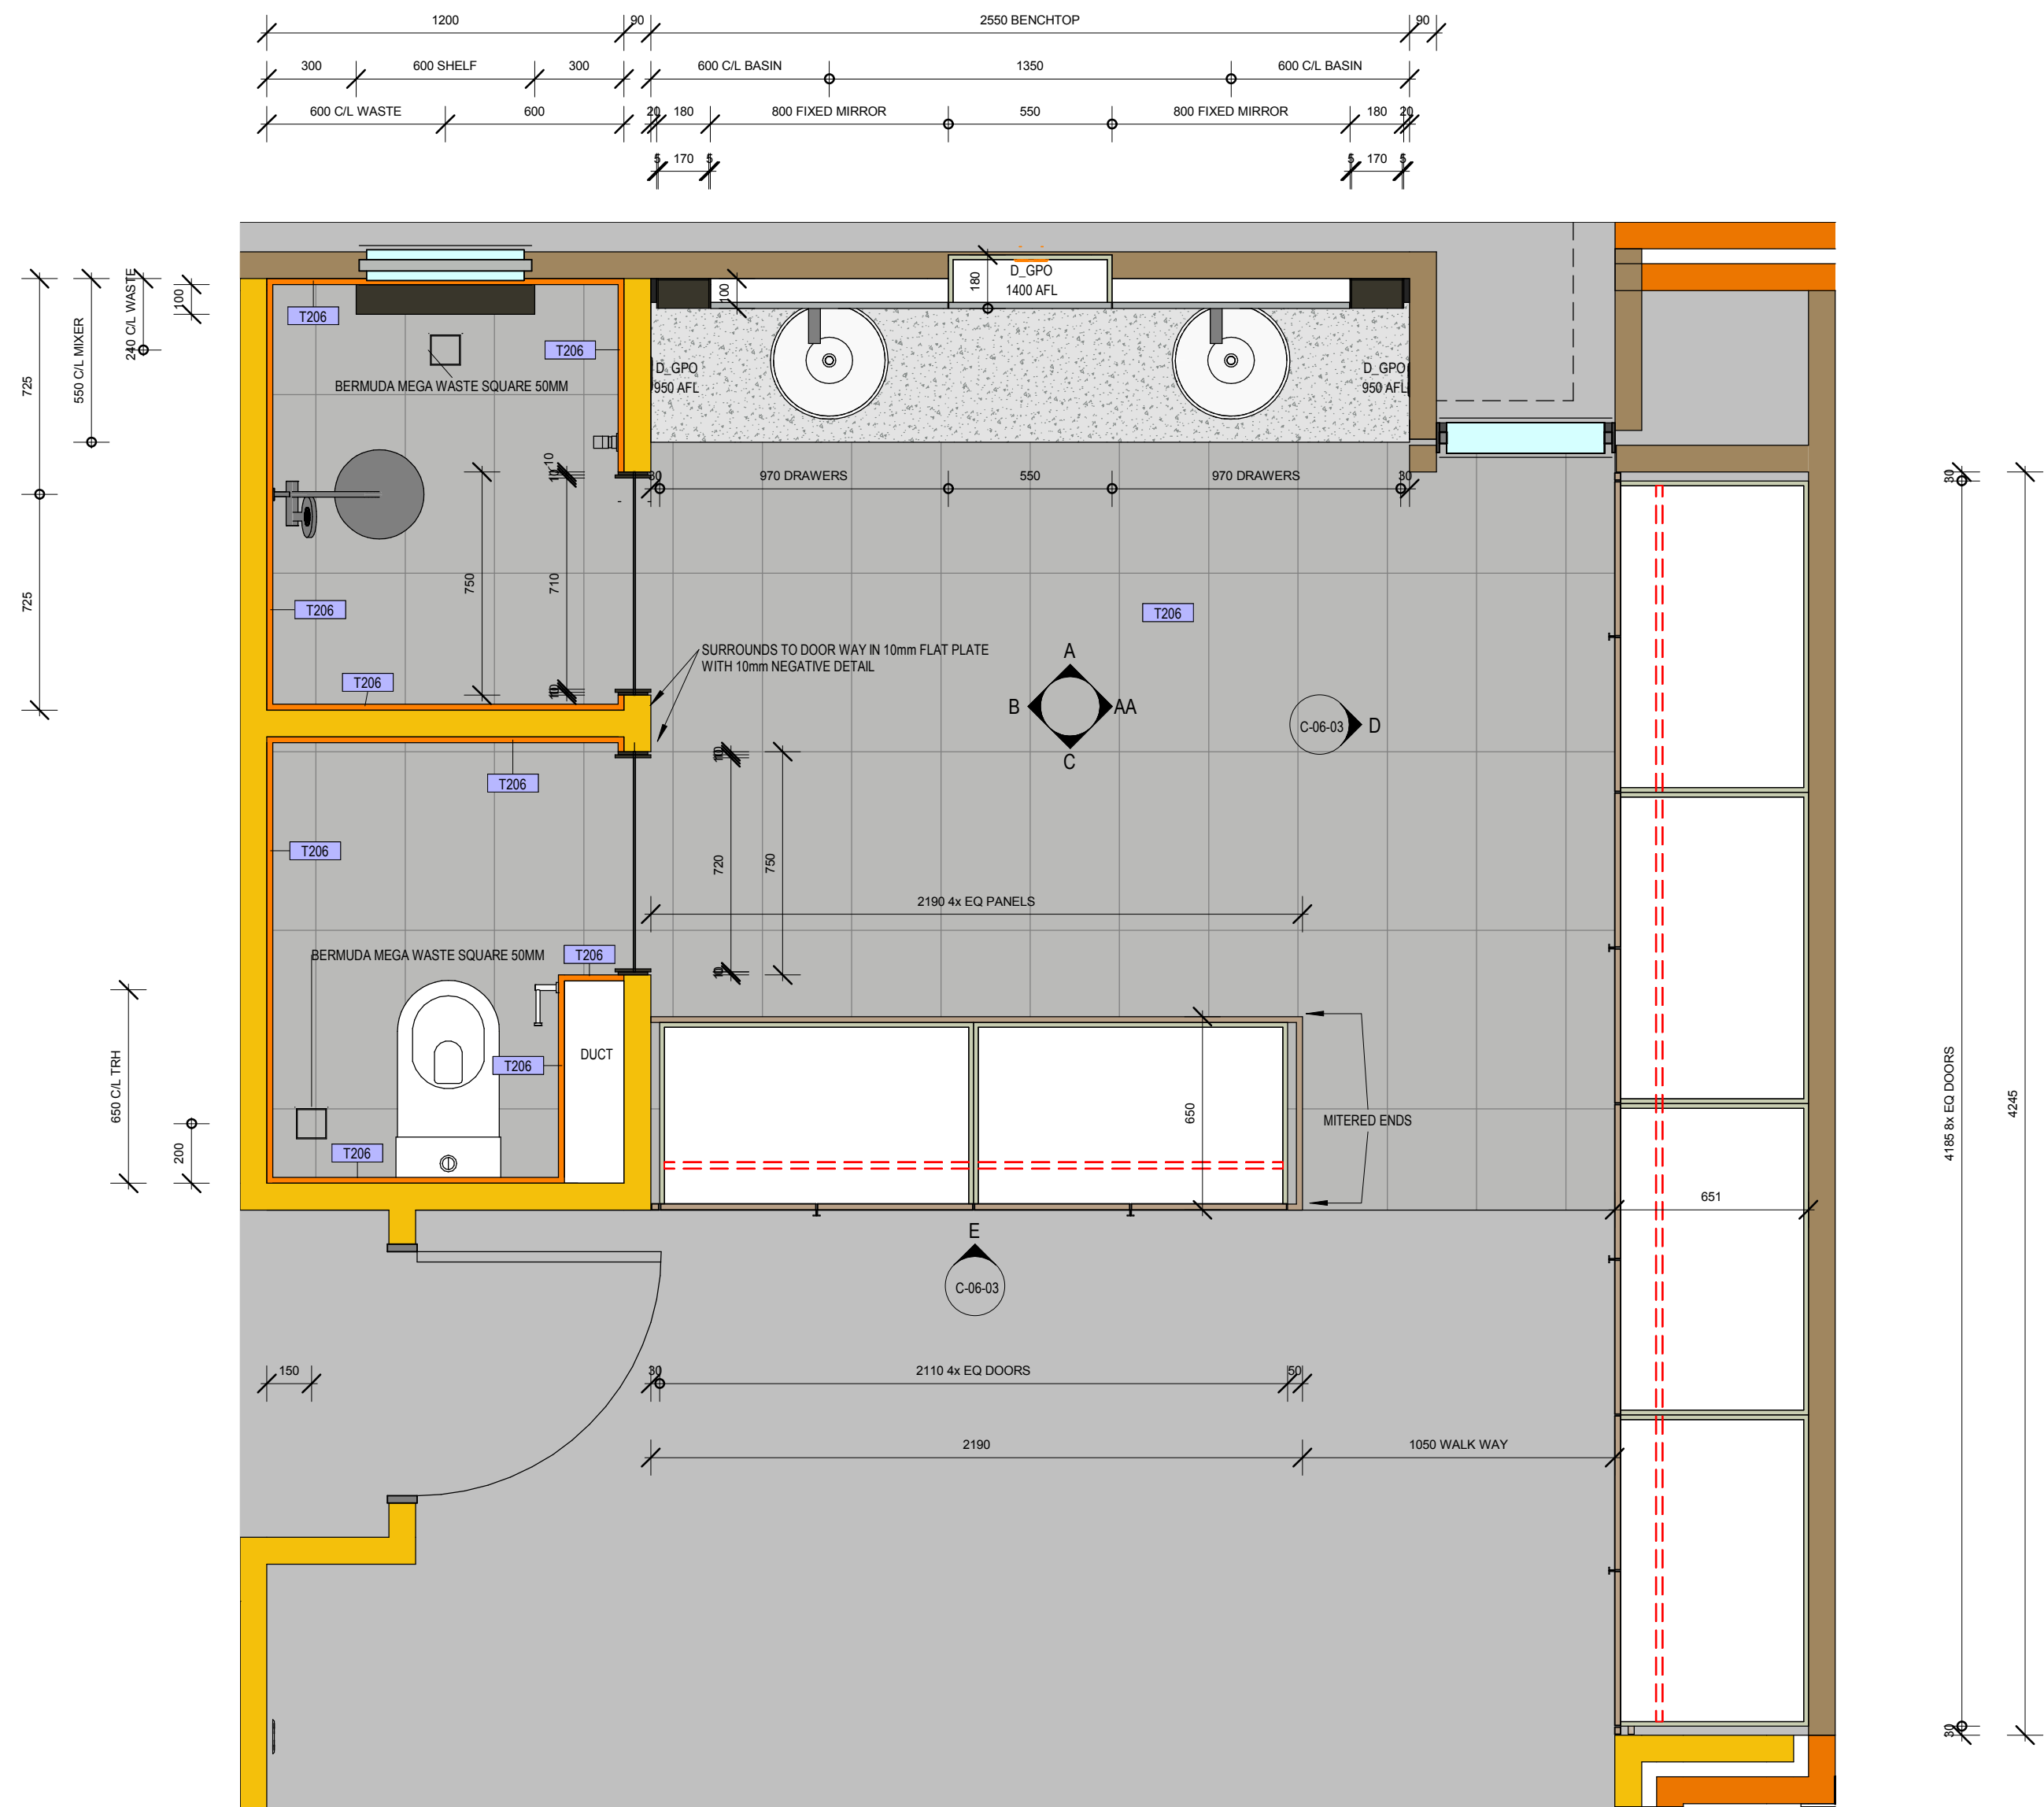 1200
90
2550 BENCHTOP
90
300
600 SHELF
300
600 C/L BASIN
1350
600 C/L BASIN
600 C/L WASTE
600
20
180
800 FIXED MIRROR
550
800 FIXED MIRROR
180
20
5
170
5
5
170
5
725
550 C/L MIXER
240 C/L WASTE
100
725
T206
T206
BERMUDA MEGA WASTE SQUARE 50MM
100
180
D_GPO
1400 AFL
D_GPO
950 AFL
D_GPO
950 AFL
30
970 DRAWERS
550
970 DRAWERS
30
10
10
750
710
10
T206
T206
T206
SURROUNDS TO DOOR WAY IN 10mm FLAT PLATE
WITH 10mm NEGATIVE DETAIL
A
B
AA
C
C-06-03
D
T206
T206
10
720
750
10
2190 4x EQ PANELS
BERMUDA MEGA WASTE SQUARE 50MM
T206
T206
T206
DUCT
650 C/L TRH
200
650
MITERED ENDS
30
4185 8x EQ DOORS
4245
30
651
E
C-06-03
150
30
2110 4x EQ DOORS
50
2190
1050 WALK WAY